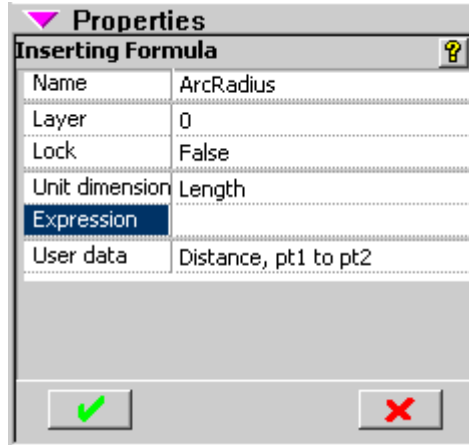 Properties
Inserting Formula ?
Name ArcRadius
Layer 0
Lock False
Unit dimension Length
Expression
User data Distance, pt1 to pt2